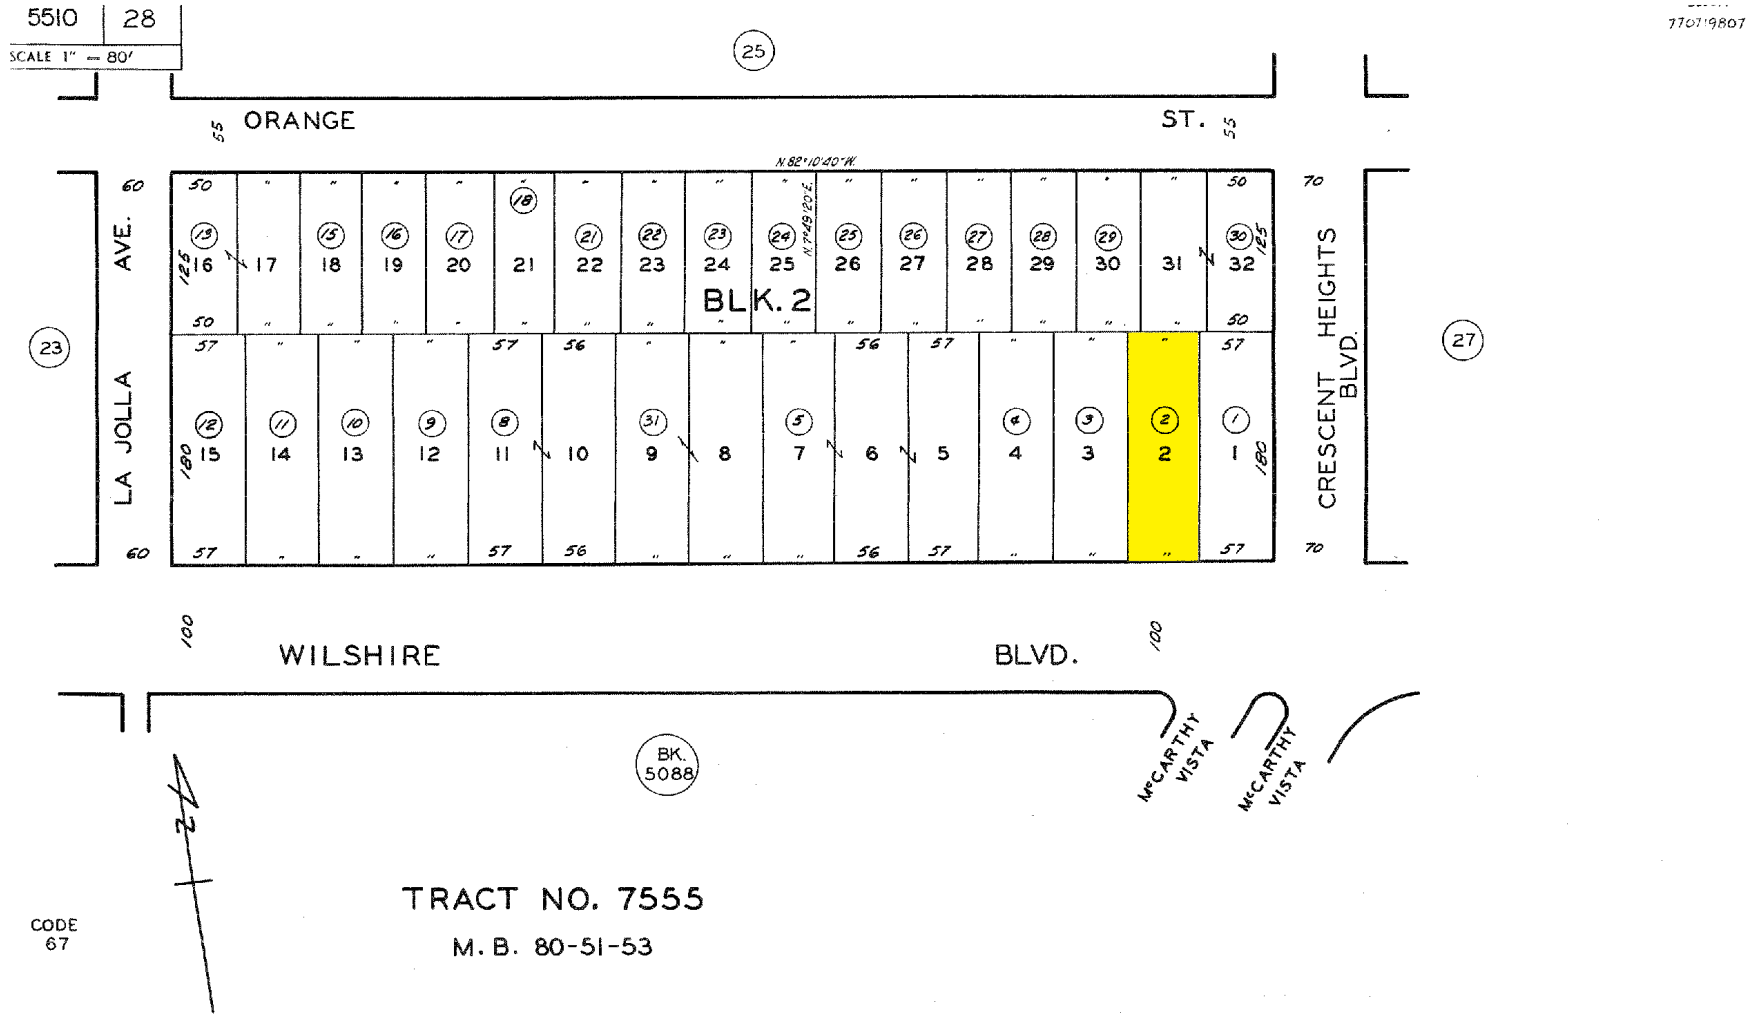 5510 28
SCALE 1" = 80'
770719807
25
ORANGE ST.
55 55
N.82°10'40"W.
60 50 " " " " " " " " " " " " " " " 50 70
18
13 15 16 17 21 22 23 24 25 26 27 28 29 30
N.7°49'20"E.
125 16 17 18 19 20 21 22 23 24 25 26 27 28 29 30 31 32 125
BLK. 2
50 " " " " " " " " " " " " " " " 50
57 " " " 57 56 " " " 56 57 " " " 57
23
27
LA JOLLA AVE.
CRESCENT HEIGHTS BLVD.
12 11 10 9 8 31 5 4 3 2 1
180 15 14 13 12 11 10 9 8 7 6 5 4 3 2 1 180
60 57 " " " 57 56 " " " 56 57 " " " 57 70
100 100
WILSHIRE BLVD.
McCARTHY VISTA
McCARTHY VISTA
BK.
5088
TRACT NO. 7555
M.B. 80-51-53
CODE
67